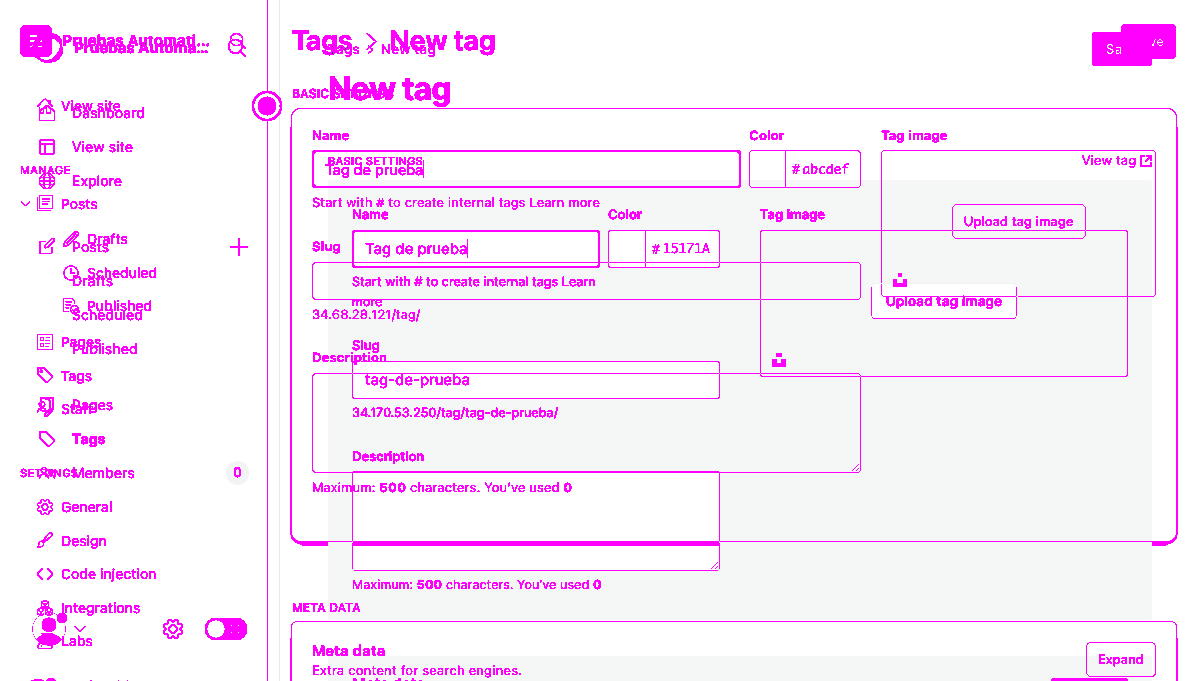 Pruebas Automati...
Pruebas Automa...
Tags > New tag
Tags > New tag
New tag
Sa
ve
View site
Dashboard
View site
MANAGE
Explore
Posts
Drafts
Posts
Scheduled
Drafts
Published
Scheduled
Published
Pages
Tags
Pages
Staff
Tags
SETTINGS
Members
0
General
Design
Code injection
Integrations
Labs
BASIC SETTINGS
Name
Color
Tag image
BASIC SETTINGS
Tag de prueba
#abcdef
View tag
Start with # to create internal tags Learn more
Name
Color
Tag image
Upload tag image
Slug
Tag de prueba
#15171A
Start with # to create internal tags Learn
more
Upload tag image
34.68.28.121/tag/
Slug
Description
tag-de-prueba
34.170.53.250/tag/tag-de-prueba/
Description
Maximum: 500 characters. You've used 0
Maximum: 500 characters. You've used 0
META DATA
Meta data
Extra content for search engines.
Expand
Meta data